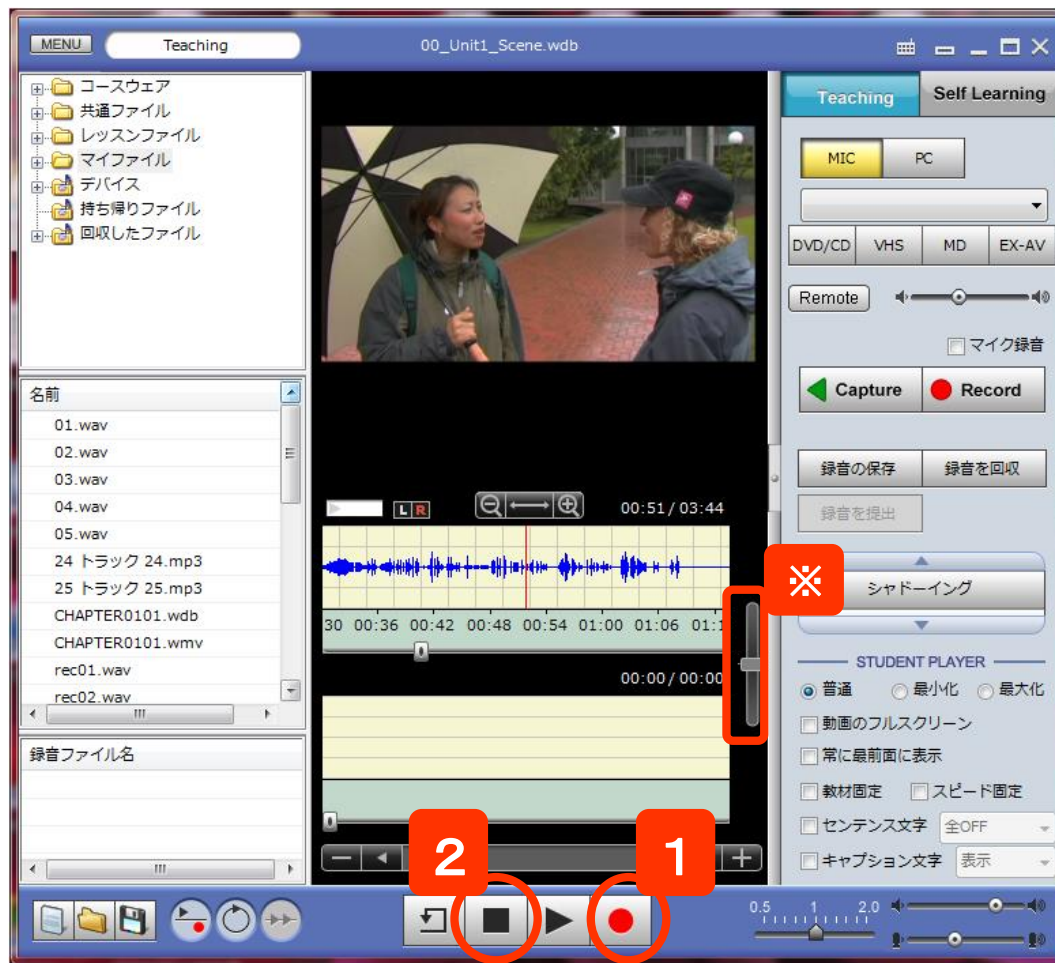 MENU Teaching 00_Unit1_Scene.wdb
コースウェア
共通ファイル
レッスンファイル
マイファイル
デバイス
持ち帰りファイル
回収したファイル
名前
01.wav
02.wav
03.wav
04.wav
05.wav
24 トラック 24.mp3
25 トラック 25.mp3
CHAPTER0101.wdb
CHAPTER0101.wmv
rec01.wav
rec02.wav
録音ファイル名
L R 00:51 / 03:44
30 00:36 00:42 00:48 00:54 01:00 01:06
00:00 / 00:00
Teaching Self Learning
MIC PC
DVD/CD VHS MD EX-AV
Remote
マイク録音
Capture Record
録音の保存 録音を回収
録音を提出
※
シャドーイング
STUDENT PLAYER
普通 最小化 最大化
動画のフルスクリーン
常に最前面に表示
教材固定 スピード固定
センテンス文字 全OFF
キャプション文字 表示
2 1
0.5 1 2.0